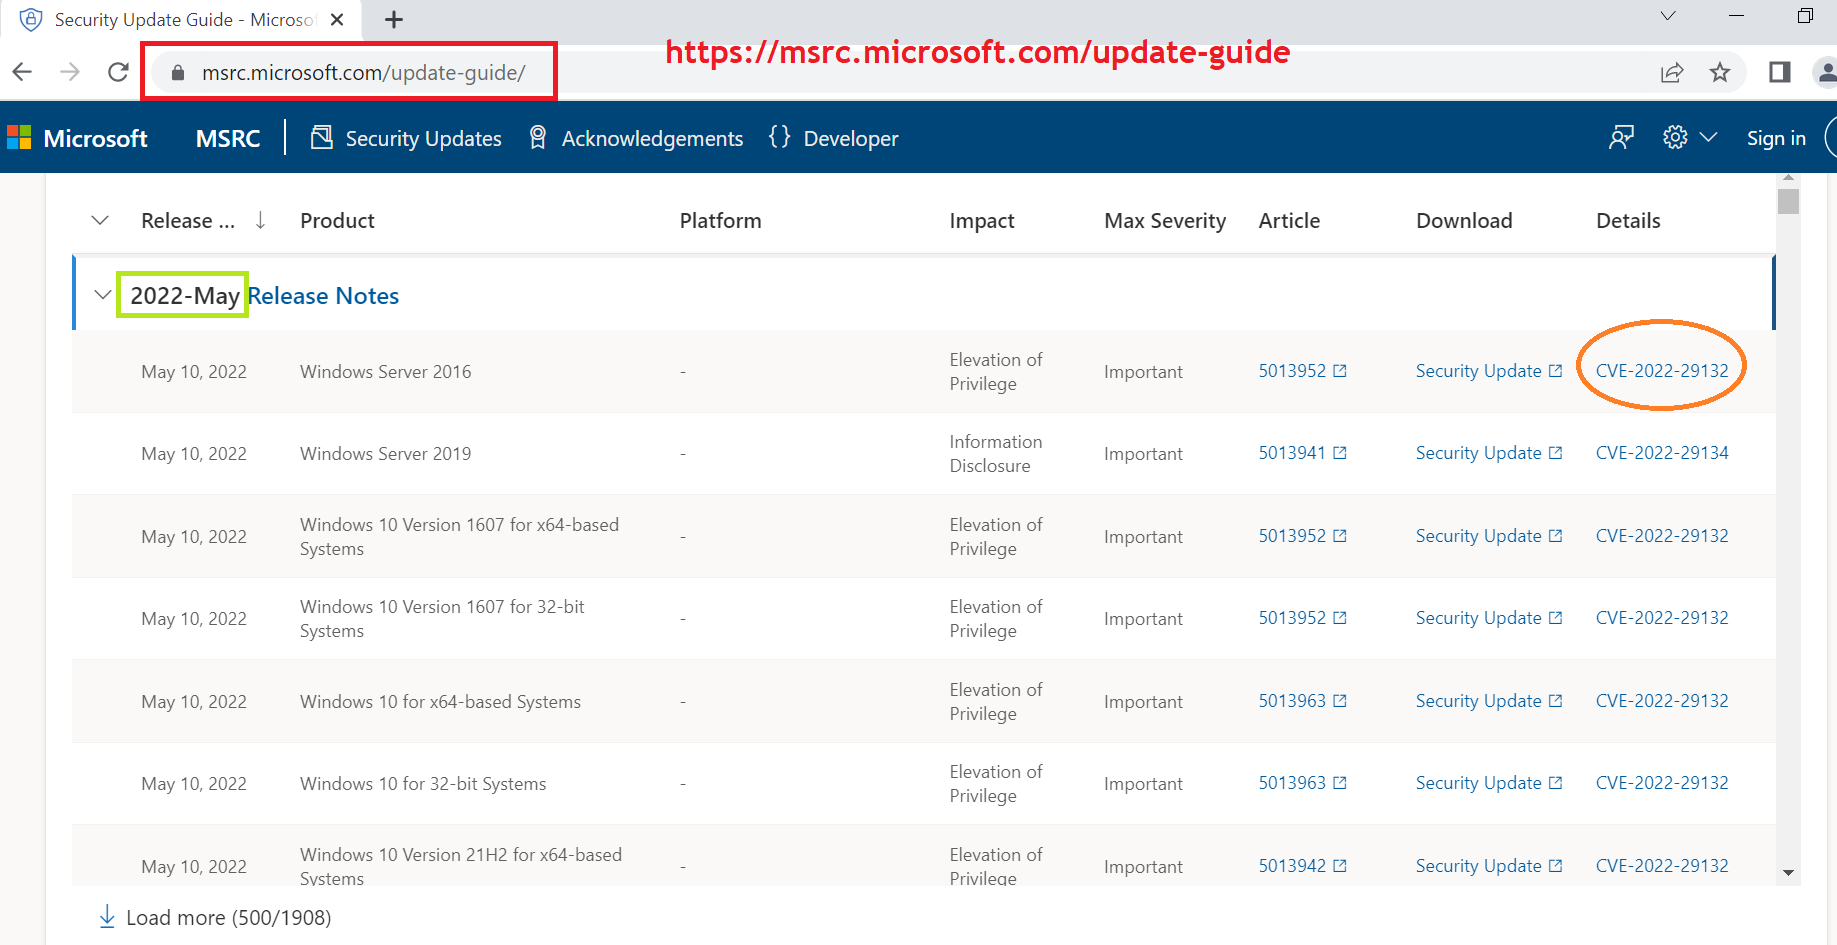 Security Update Guide - Microso
https://msrc.microsoft.com/update-guide
msrc.microsoft.com/update-guide/
Microsoft MSRC Security Updates Acknowledgements {} Developer Sign in
Release ... Product Platform Impact Max Severity Article Download Details
2022-May Release Notes
May 10, 2022 Windows Server 2016 - Elevation of Privilege Important 5013952 Security Update CVE-2022-29132
May 10, 2022 Windows Server 2019 - Information Disclosure Important 5013941 Security Update CVE-2022-29134
May 10, 2022 Windows 10 Version 1607 for x64-based Systems - Elevation of Privilege Important 5013952 Security Update CVE-2022-29132
May 10, 2022 Windows 10 Version 1607 for 32-bit Systems - Elevation of Privilege Important 5013952 Security Update CVE-2022-29132
May 10, 2022 Windows 10 for x64-based Systems - Elevation of Privilege Important 5013963 Security Update CVE-2022-29132
May 10, 2022 Windows 10 for 32-bit Systems - Elevation of Privilege Important 5013963 Security Update CVE-2022-29132
May 10, 2022 Windows 10 Version 21H2 for x64-based Systems - Elevation of Privilege Important 5013942 Security Update CVE-2022-29132
Load more (500/1908)